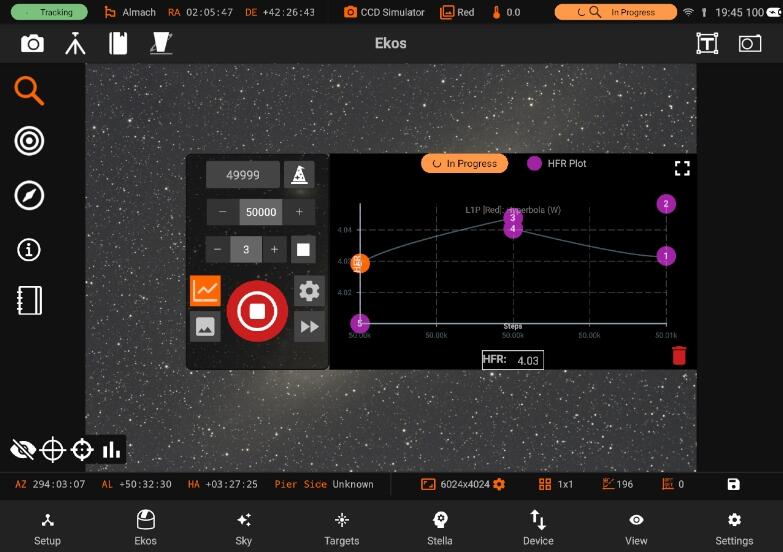 Tracking Almach RA 02:05:47 DE +42:26:43 CCD Simulator Red 0.0 In Progress 19:45 100
Ekos
In Progress HFR Plot
49999
L1P [Red]: Hyperbola (W)
50000
3
2
3
4
1
5
4.04
4.03
4.02
HFR
50.00k 50.00k 50.00k 50.00k 50.01k
Steps
HFR: 4.03
AZ 294:03:07 AL +50:32:30 HA +03:27:25 Pier Side Unknown 6024x4024 1x1 196 0
Setup Ekos Sky Targets Stella Device View Settings